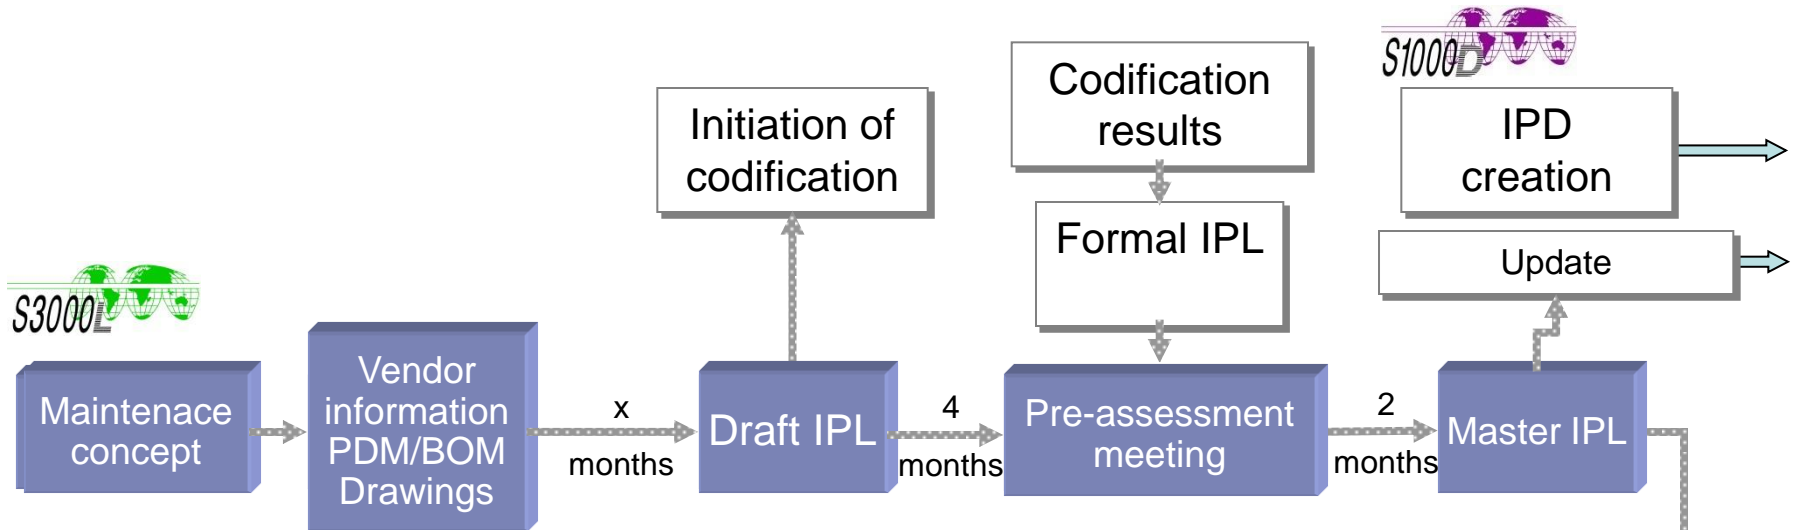 S1000D
Codification
results
Initiation of
codification
IPD
creation
Formal IPL
Update
S3000L
Maintenace
concept
Vendor
information
PDM/BOM
Drawings
x
months
Draft IPL
4
months
Pre-assessment
meeting
2
months
Master IPL